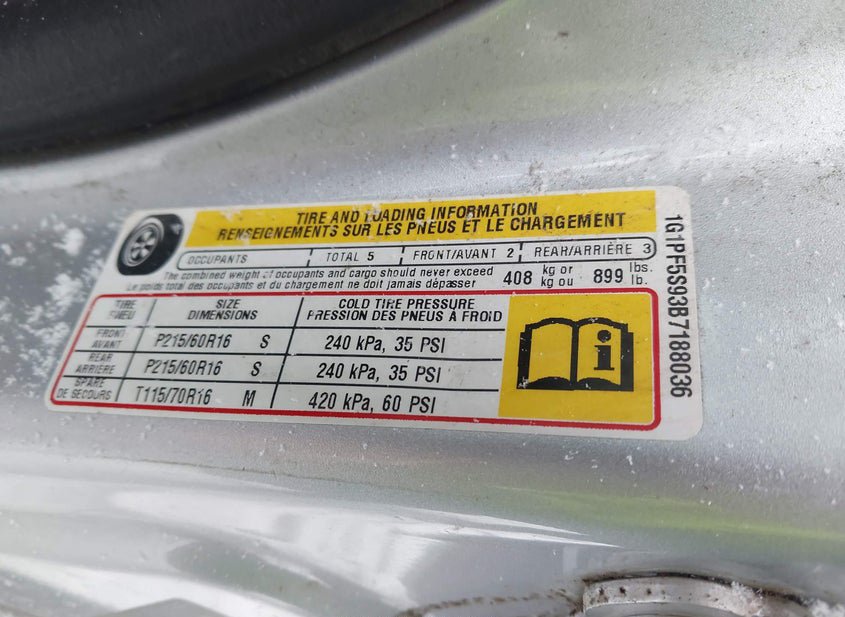 TIRE AND LOADING INFORMATION
RENSEIGNEMENTS SUR LES PNEUS ET LE CHARGEMENT
OCCUPANTS TOTAL 5 FRONT/AVANT 2 REAR/ARRIÈRE 3
The combined weight of occupants and cargo should never exceed 408 kg or 899 lbs.
Le poids total des occupants et du chargement ne doit jamais dépasser kg ou lb.
TIRE SIZE COLD TIRE PRESSURE
PNEU DIMENSIONS PRESSION DES PNEUS À FROID
FRONT
AVANT P215/60R16 S 240 kPa, 35 PSI
REAR
ARRIÈRE P215/60R16 S 240 kPa, 35 PSI
SPARE
DE SECOURS T115/70R16 M 420 kPa, 60 PSI
1G1PF5S93B7188036